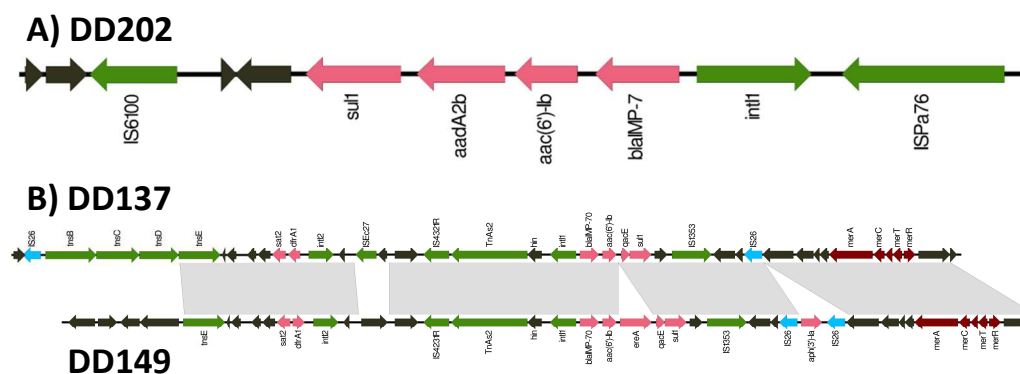 A) DD202
IS6100
sul1
aadA2b
aac(6')-Ib
blaIMP-7
intI1
ISPa76
B) DD137
IS26 tnsB tnsC tnsD tnsE sat2 dfrA1 intI2 ISEc27 IS4321R TnAs2 hin intI1 blaIMP-70 aac(6')-Ib qacE sul1 IS1353 IS26 merA merC merT merR
tnsE sat2 dfrA1 intI2 IS4231R TnAs2 hin intI1 blaIMP-70 aac(6')-Ib ereA qacE sul1 IS1353 IS26 aph(3')-Ia IS26 merA merC merT merR
DD149